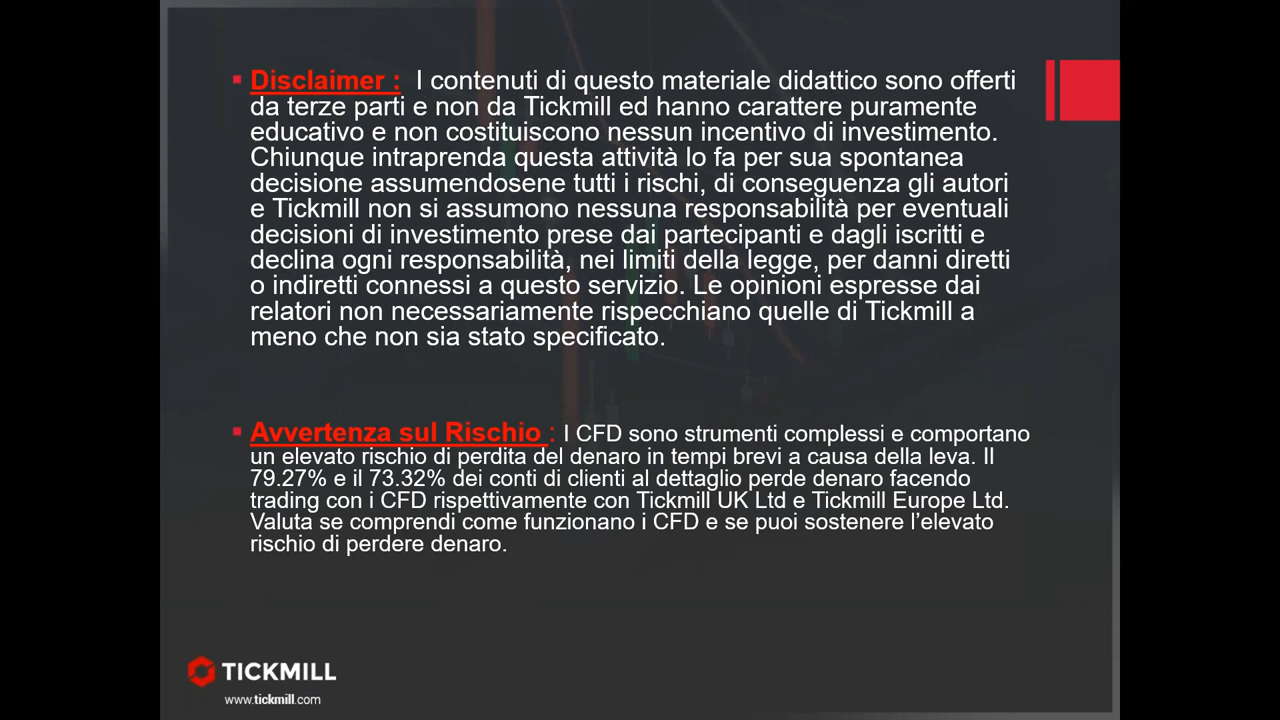 Disclaimer : I contenuti di questo materiale didattico sono offerti
da terze parti e non da Tickmill ed hanno carattere puramente
educativo e non costituiscono nessun incentivo di investimento.
Chiunque intraprenda questa attività lo fa per sua spontanea
decisione assumendosene tutti i rischi, di conseguenza gli autori
e Tickmill non si assumono nessuna responsabilità per eventuali
decisioni di investimento prese dai partecipanti e dagli iscritti e
declina ogni responsabilità, nei limiti della legge, per danni diretti
o indiretti connessi a questo servizio. Le opinioni espresse dai
relatori non necessariamente rispecchiano quelle di Tickmill a
meno che non sia stato specificato.
Avvertenza sul Rischio : I CFD sono strumenti complessi e comportano
un elevato rischio di perdita del denaro in tempi brevi a causa della leva. Il
79.27% e il 73.32% dei conti di clienti al dettaglio perde denaro facendo
trading con i CFD rispettivamente con Tickmill UK Ltd e Tickmill Europe Ltd.
Valuta se comprendi come funzionano i CFD e se puoi sostenere l’elevato
rischio di perdere denaro.
TICKMILL
www.tickmill.com